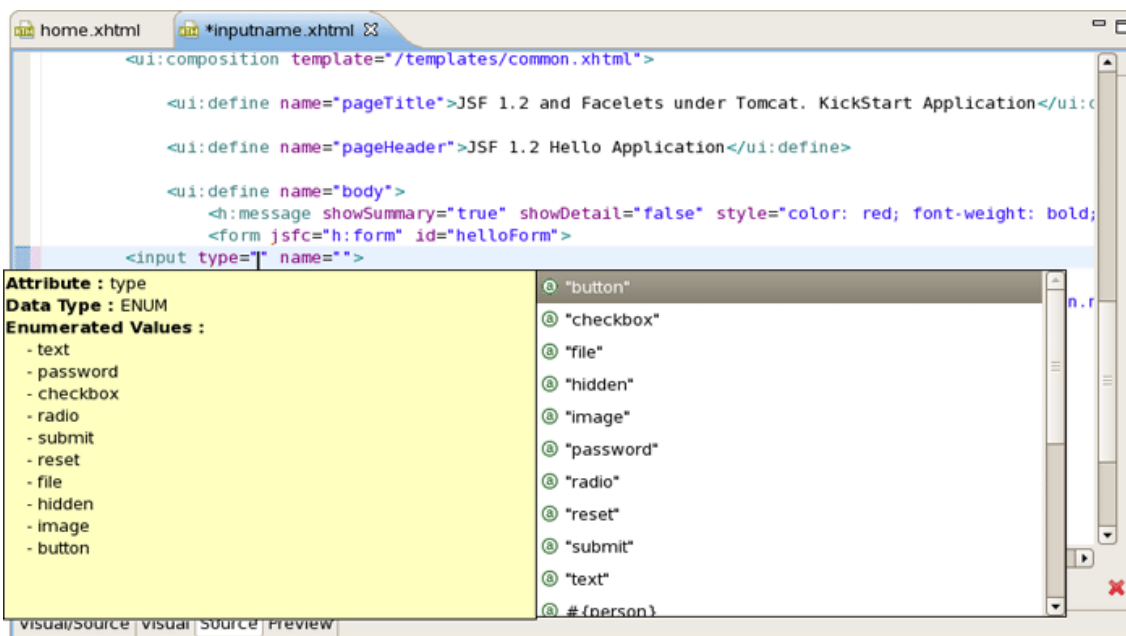 home.xhtml
*inputname.xhtml
<ui:composition template="/templates/common.xhtml">
<ui:define name="pageTitle">JSF 1.2 and Facelets under Tomcat. KickStart Application</ui:
<ui:define name="pageHeader">JSF 1.2 Hello Application</ui:define>
<ui:define name="body">
<h:message showSummary="true" showDetail="false" style="color: red; font-weight: bold;
<form jsfc="h:form" id="helloForm">
<input type="" name="">
Attribute : type
Data Type : ENUM
Enumerated Values :
- text
- password
- checkbox
- radio
- submit
- reset
- file
- hidden
- image
- button
"button"
"checkbox"
"file"
"hidden"
"image"
"password"
"radio"
"reset"
"submit"
"text"
#{person}
Visual/Source Visual Source Preview